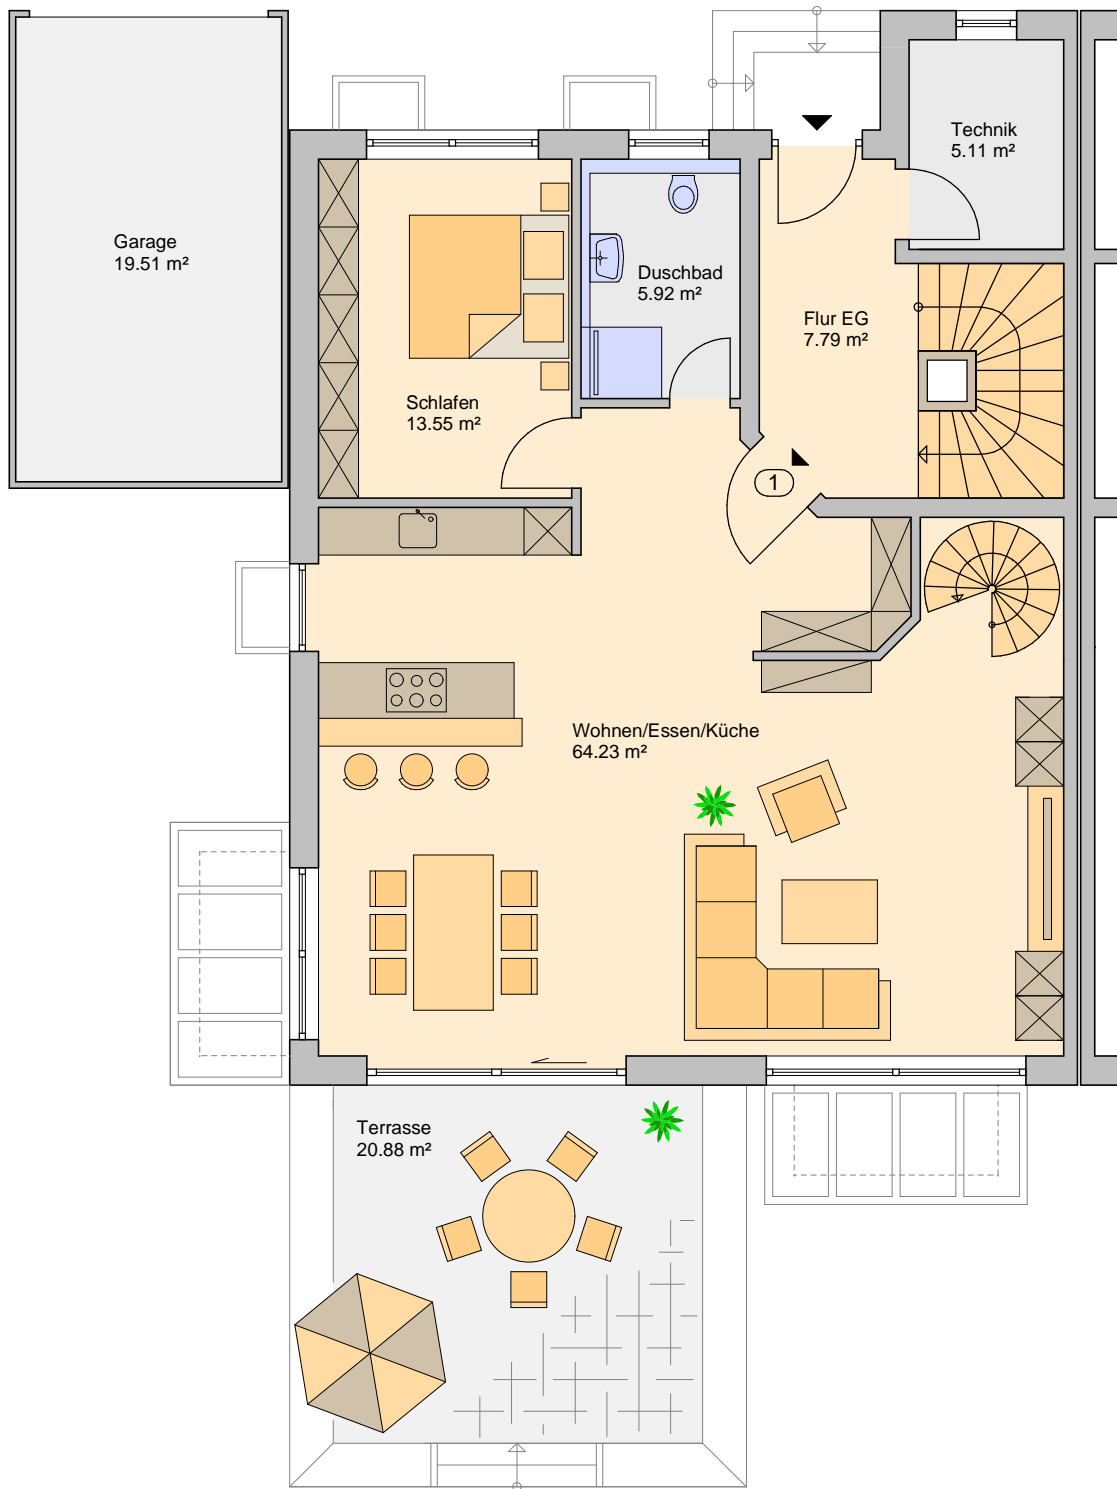 Technik
5.11 m²
Garage
19.51 m²
Duschbad
5.92 m²
Flur EG
7.79 m²
Schlafen
13.55 m²
1
Wohnen/Essen/Küche
64.23 m²
Terrasse
20.88 m²